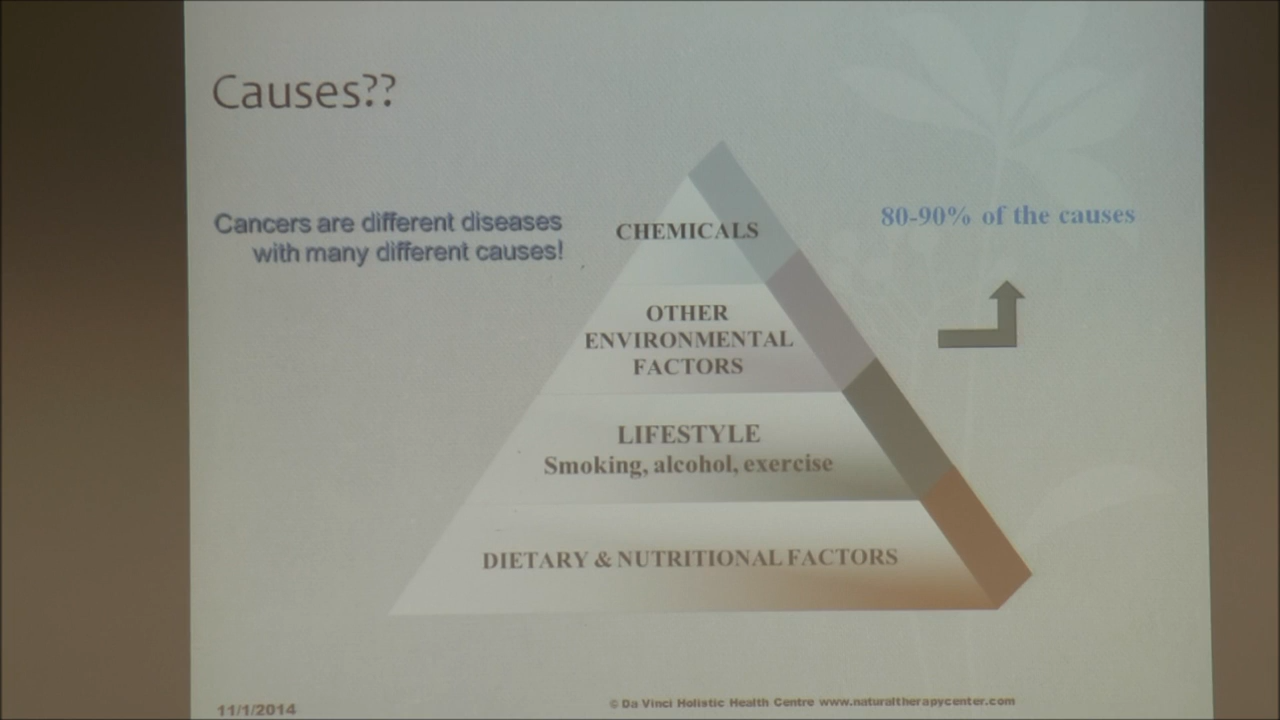 Causes??
Cancers are different diseases
with many different causes!
80-90% of the causes
CHEMICALS
OTHER
ENVIRONMENTAL
FACTORS
LIFESTYLE
Smoking, alcohol, exercise
DIETARY & NUTRITIONAL FACTORS
11/1/2014
© Da Vinci Holistic Health Centre www.naturaltherapycenter.com